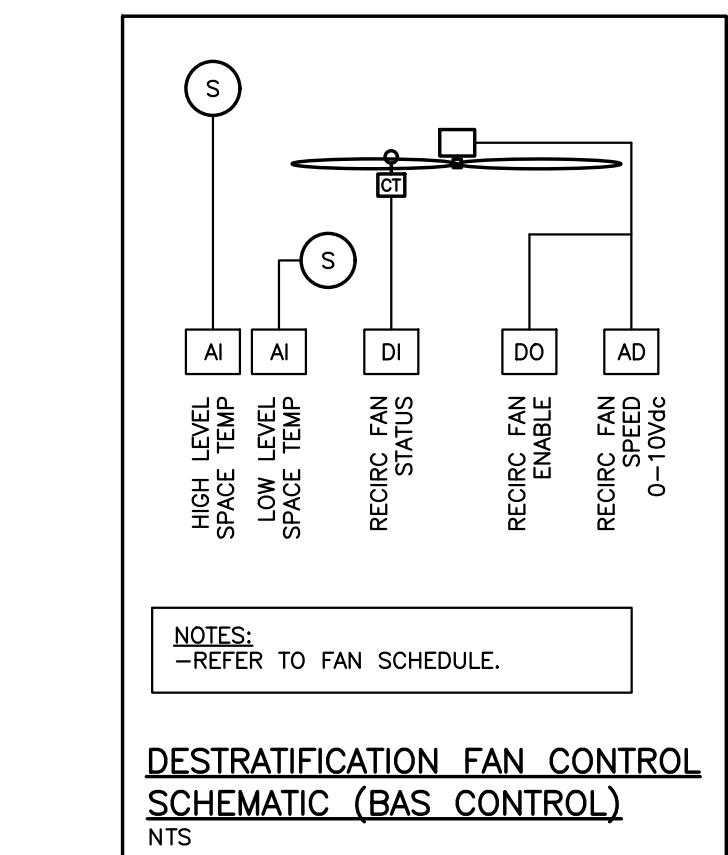 S
CT
S
AI
AI
DI
DO
AD
HIGH LEVEL
SPACE TEMP
LOW LEVEL
SPACE TEMP
RECIRC FAN
STATUS
RECIRC FAN
ENABLE
RECIRC FAN
SPEED
0-10Vdc
NOTES:
-REFER TO FAN SCHEDULE.
DESTRATIFICATION FAN CONTROL
SCHEMATIC (BAS CONTROL)
NTS